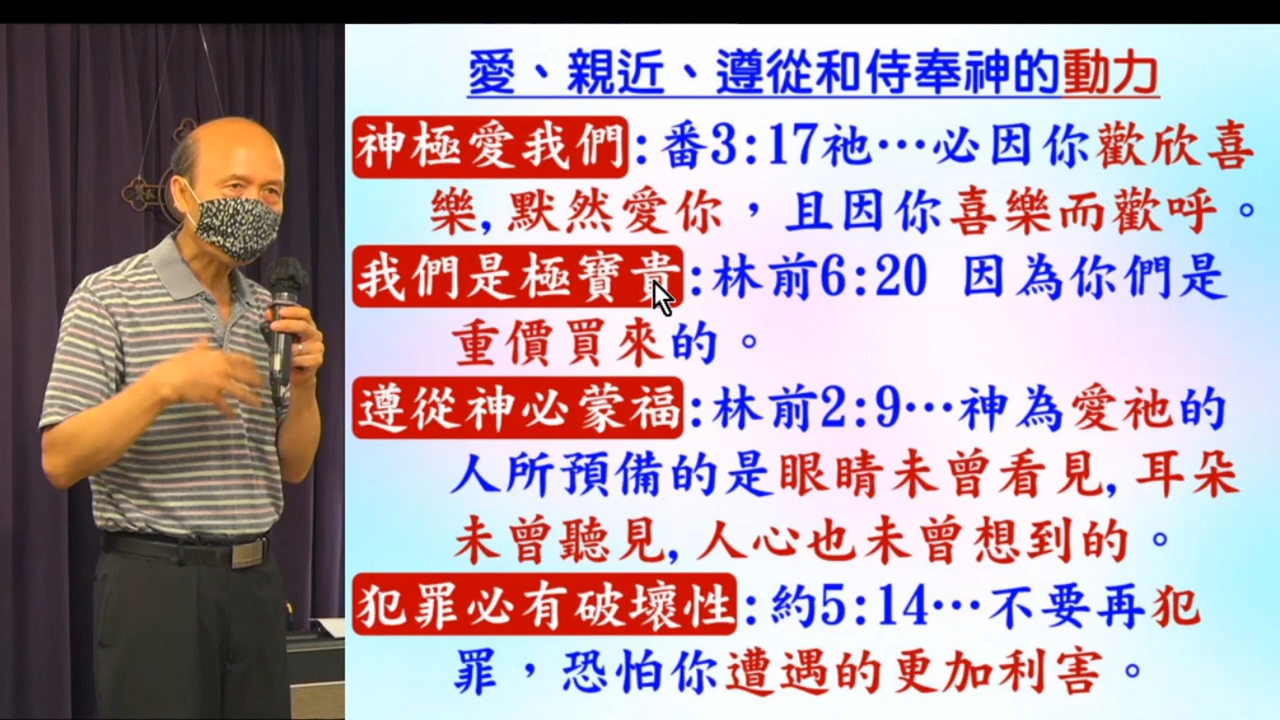 愛、親近、遵從和侍奉神的動力
神極愛我們:番3:17祂…必因你歡欣喜
樂,默然愛你，且因你喜樂而歡呼。
我們是極寶貴:林前6:20 因為你們是
重價買來的。
遵從神必蒙福:林前2:9…神為愛祂的
人所預備的是眼睛未曾看見,耳朵
未曾聽見,人心也未曾想到的。
犯罪必有破壞性:約5:14…不要再犯
罪，恐怕你遭遇的更加利害。